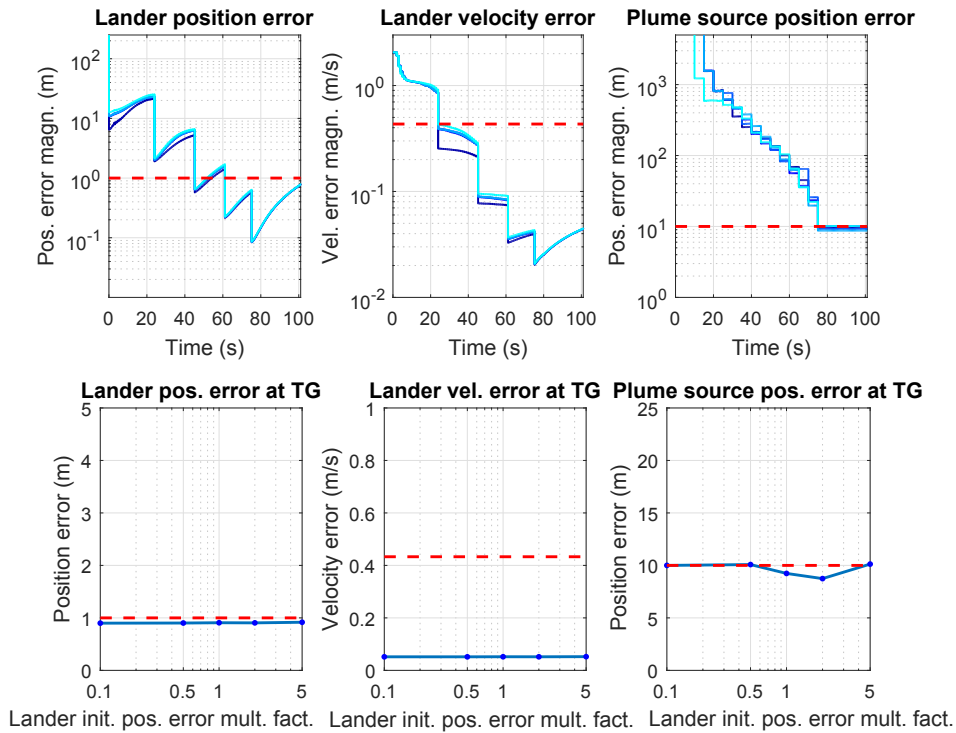 Lander position error
Pos. error magn. (m)
10^2
10^1
10^0
10^-1
0 20 40 60 80 100
Time (s)
Lander velocity error
Vel. error magn. (m/s)
10^0
10^-1
10^-2
0 20 40 60 80 100
Time (s)
Plume source position error
Pos. error magn. (m)
10^3
10^2
10^1
10^0
0 20 40 60 80 100
Time (s)
Lander pos. error at TG
Position error (m)
5
4
3
2
1
0
0.1 0.5 1 5
Lander init. pos. error mult. fact.
Lander vel. error at TG
Velocity error (m/s)
1
0.8
0.6
0.4
0.2
0
0.1 0.5 1 5
Lander init. pos. error mult. fact.
Plume source pos. error at TG
Position error (m)
25
20
15
10
5
0
0.1 0.5 1 5
Lander init. pos. error mult. fact.